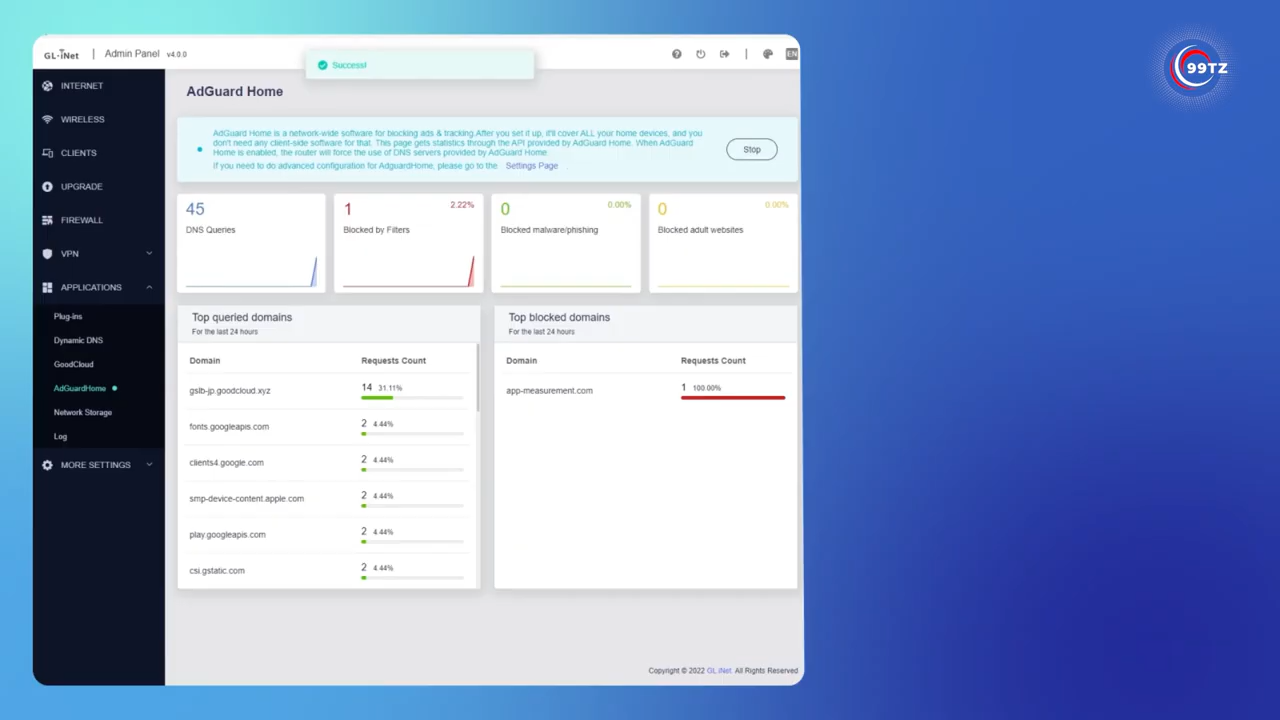 GL·iNet | Admin Panel v4.0.0
Success!
EN
99TZ
INTERNET
WIRELESS
CLIENTS
UPGRADE
FIREWALL
VPN
APPLICATIONS
Plug-ins
Dynamic DNS
GoodCloud
AdGuardHome
Network Storage
Log
MORE SETTINGS
AdGuard Home
AdGuard Home is a network-wide software for blocking ads & tracking.After you set it up, it'll cover ALL your home devices, and you
don't need any client-side software for that. This page gets statistics through the API provided by AdGuard Home. When AdGuard
Home is enabled, the router will force the use of DNS servers provided by AdGuard Home.
If you need to do advanced configuration for AdguardHome, please go to the Settings Page .
Stop
45
DNS Queries
1 2.22%
Blocked by Filters
0 0.00%
Blocked malware/phishing
0 0.00%
Blocked adult websites
Top queried domains
For the last 24 hours
Domain Requests Count
gslb-jp.goodcloud.xyz 14 31.11%
fonts.googleapis.com 2 4.44%
clients4.google.com 2 4.44%
smp-device-content.apple.com 2 4.44%
play.googleapis.com 2 4.44%
csi.gstatic.com 2 4.44%
Top blocked domains
For the last 24 hours
Domain Requests Count
app-measurement.com 1 100.00%
Copyright © 2022 GL.iNet. All Rights Reserved